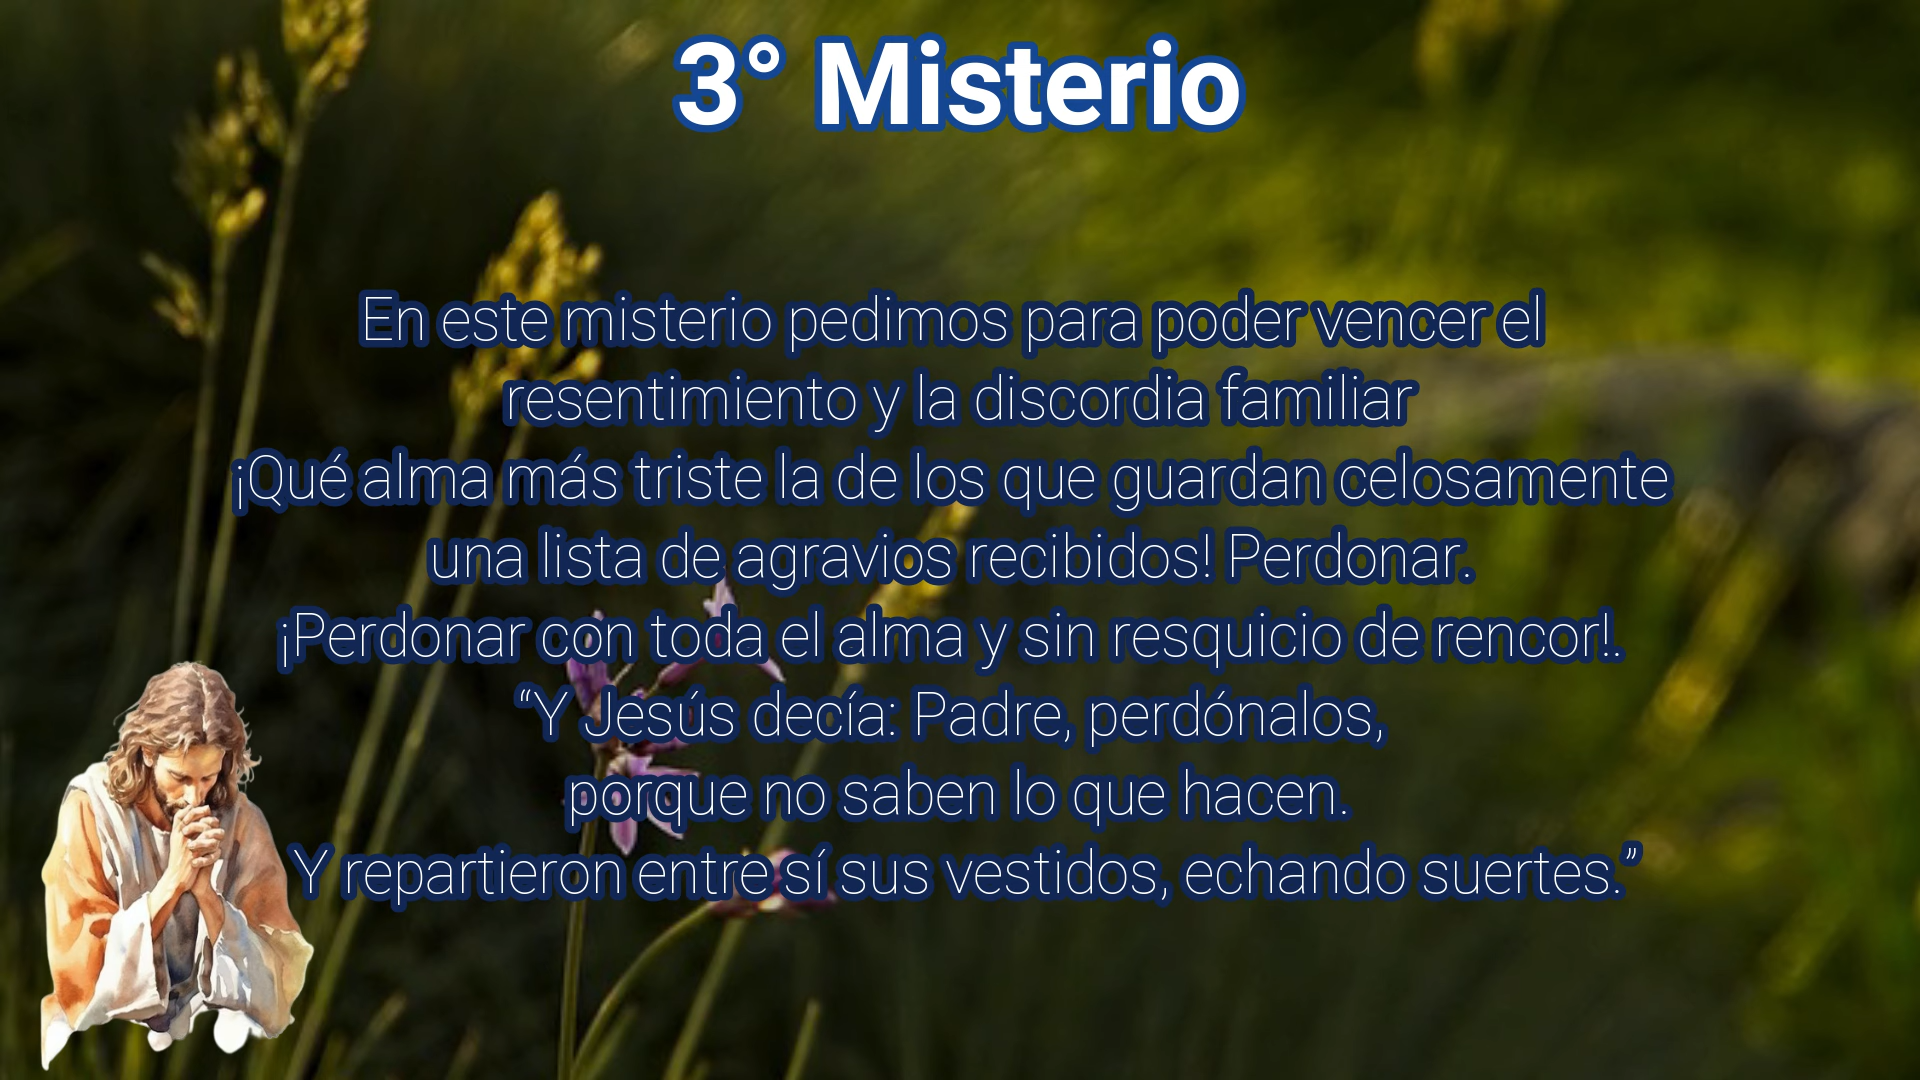 3° Misterio
En este misterio pedimos para poder vencer el
resentimiento y la discordia familiar
¡Qué alma más triste la de los que guardan celosamente
una lista de agravios recibidos! Perdonar.
¡Perdonar con toda el alma y sin resquicio de rencor!.
“Y Jesús decía: Padre, perdónalos,
porque no saben lo que hacen.
Y repartieron entre sí sus vestidos, echando suertes.”